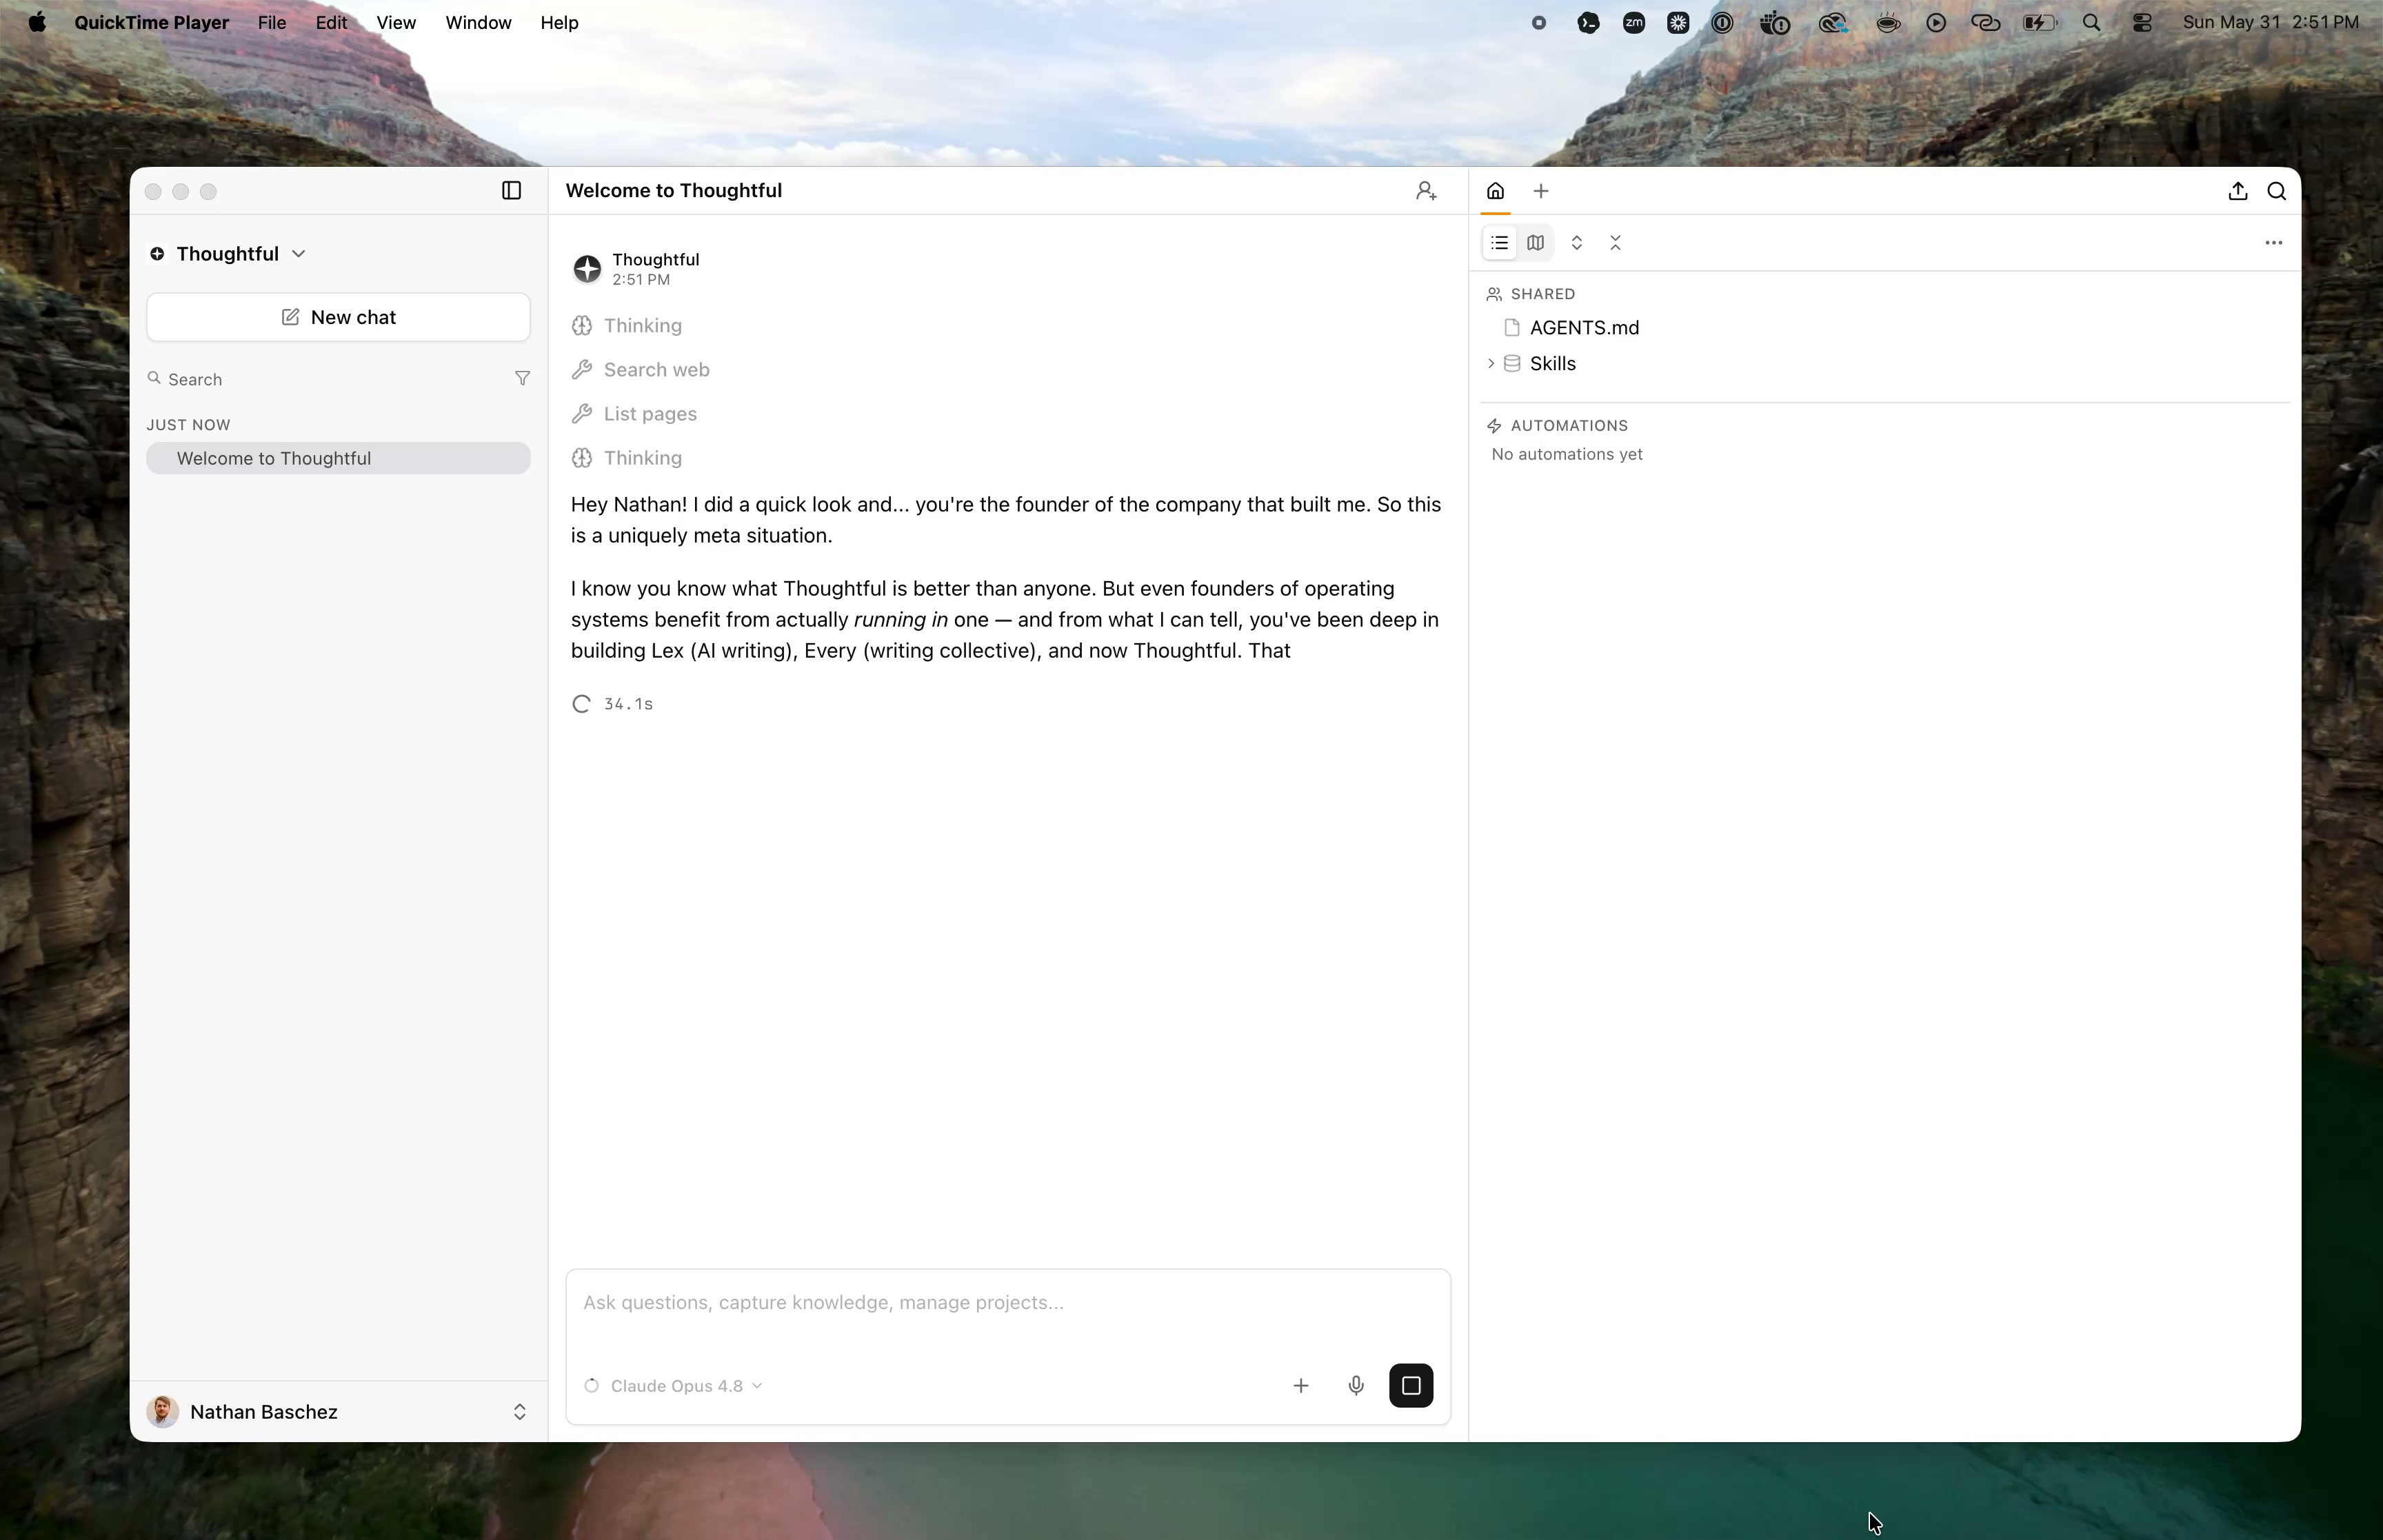 QuickTime Player File Edit View Window Help
zm
Sun May 31 2:51 PM
Thoughtful
New chat
Search
JUST NOW
Welcome to Thoughtful
Nathan Baschez
Welcome to Thoughtful
Thoughtful
2:51 PM
Thinking
Search web
List pages
Thinking
Hey Nathan! I did a quick look and... you're the founder of the company that built me. So this
is a uniquely meta situation.
I know you know what Thoughtful is better than anyone. But even founders of operating
systems benefit from actually running in one — and from what I can tell, you've been deep in
building Lex (AI writing), Every (writing collective), and now Thoughtful. That
34.1s
Ask questions, capture knowledge, manage projects...
Claude Opus 4.8
SHARED
AGENTS.md
Skills
AUTOMATIONS
No automations yet